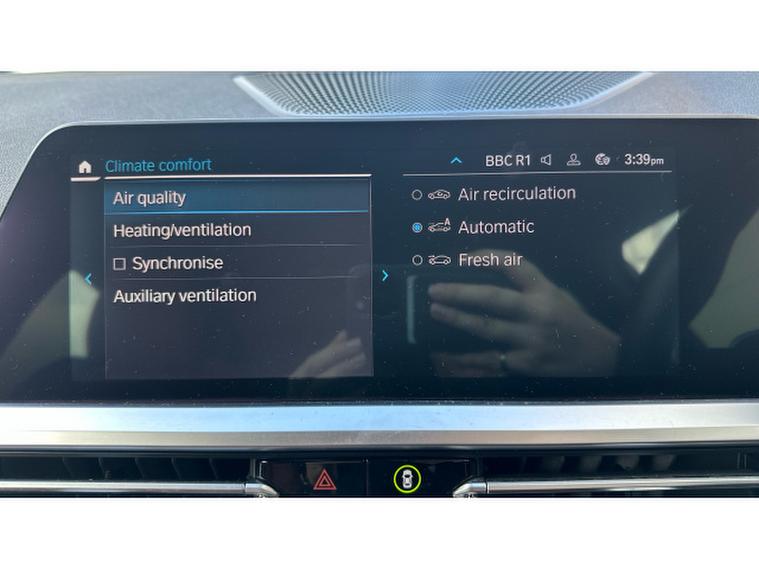 Climate comfort
BBC R1 3:39pm
Air quality
Heating/ventilation
Synchronise
Auxiliary ventilation
Air recirculation
A Automatic
Fresh air